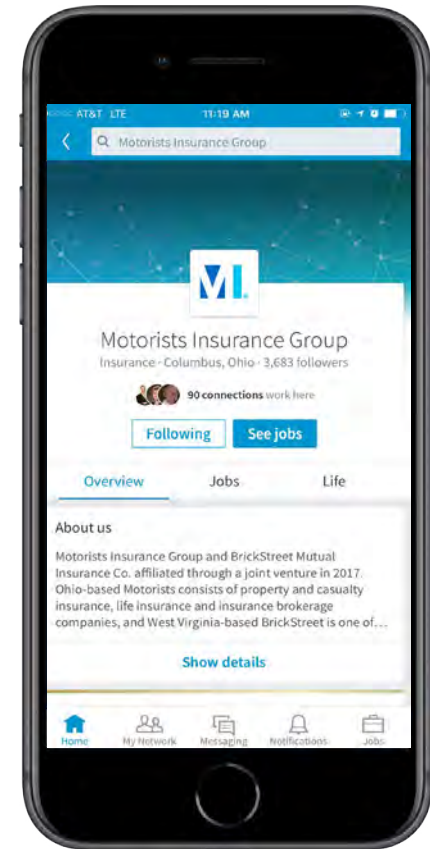 AT&T LTE 11:19 AM
Motorists Insurance Group
MI.
Motorists Insurance Group
Insurance · Columbus, Ohio · 3,683 followers
90 connections work here
Following See jobs
Overview Jobs Life
About us
Motorists Insurance Group and BrickStreet Mutual
Insurance Co. affiliated through a joint venture in 2017.
Ohio-based Motorists consists of property and casualty
insurance, life insurance and insurance brokerage
companies, and West Virginia-based BrickStreet is one of...
Show details
Home My Network Messaging Notifications Jobs